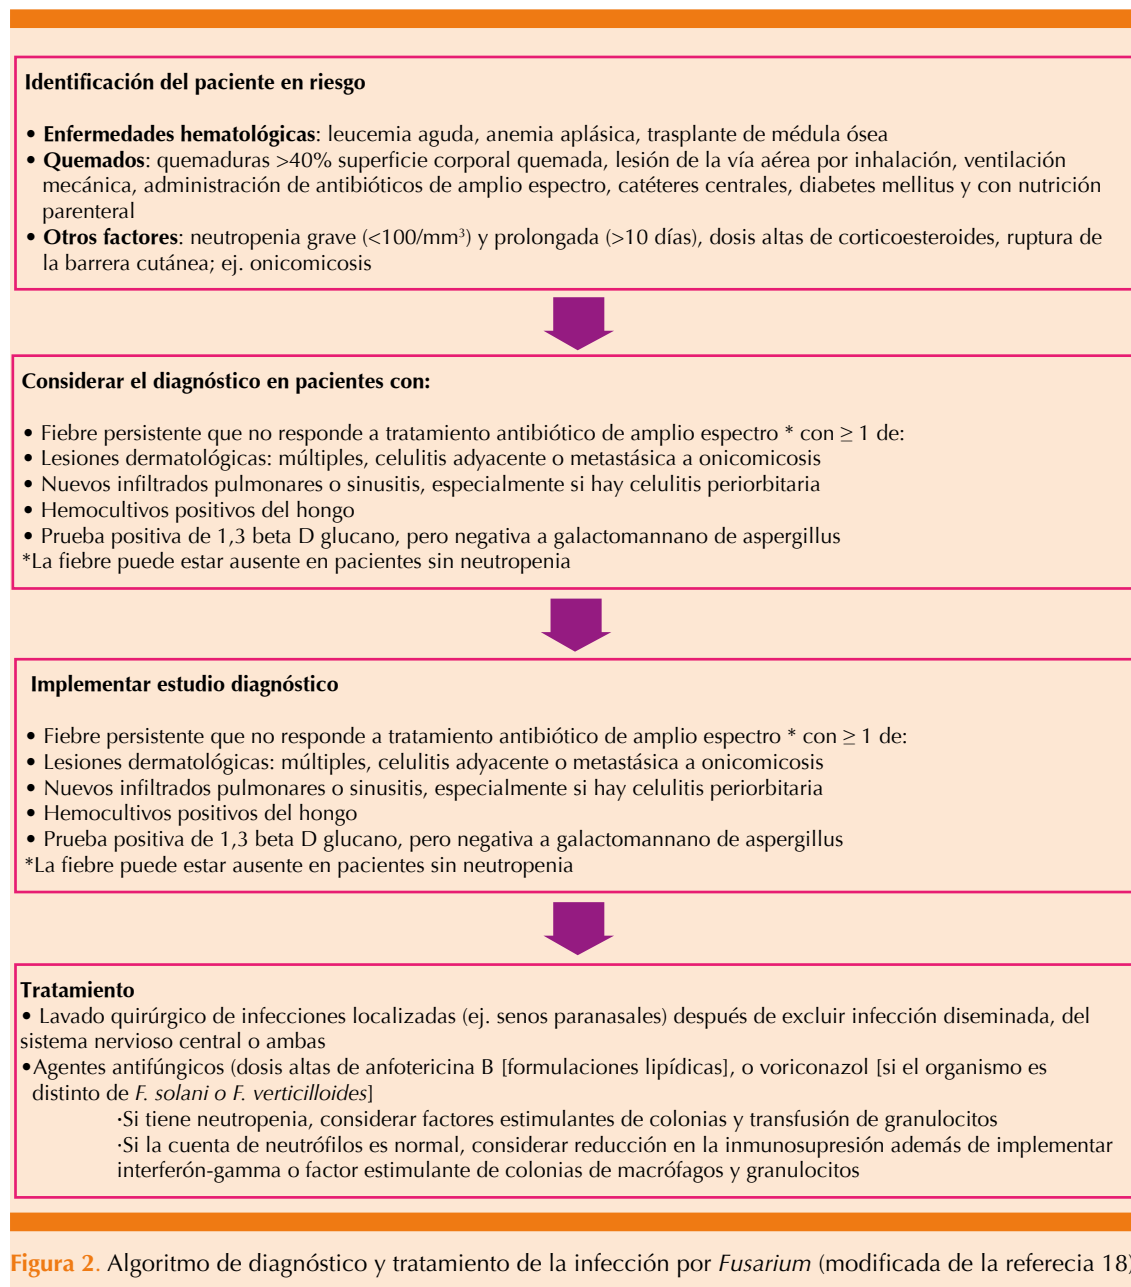 Identificación del paciente en riesgo
• Enfermedades hematológicas: leucemia aguda, anemia aplásica, trasplante de médula ósea
• Quemados: quemaduras >40% superficie corporal quemada, lesión de la vía aérea por inhalación, ventilación
mecánica, administración de antibióticos de amplio espectro, catéteres centrales, diabetes mellitus y con nutrición
parenteral
• Otros factores: neutropenia grave (<100/mm³) y prolongada (>10 días), dosis altas de corticoesteroides, ruptura de
la barrera cutánea; ej. onicomicosis
Considerar el diagnóstico en pacientes con:
• Fiebre persistente que no responde a tratamiento antibiótico de amplio espectro * con ≥ 1 de:
• Lesiones dermatológicas: múltiples, celulitis adyacente o metastásica a onicomicosis
• Nuevos infiltrados pulmonares o sinusitis, especialmente si hay celulitis periorbitaria
• Hemocultivos positivos del hongo
• Prueba positiva de 1,3 beta D glucano, pero negativa a galactomannano de aspergillus
*La fiebre puede estar ausente en pacientes sin neutropenia
Implementar estudio diagnóstico
• Fiebre persistente que no responde a tratamiento antibiótico de amplio espectro * con ≥ 1 de:
• Lesiones dermatológicas: múltiples, celulitis adyacente o metastásica a onicomicosis
• Nuevos infiltrados pulmonares o sinusitis, especialmente si hay celulitis periorbitaria
• Hemocultivos positivos del hongo
• Prueba positiva de 1,3 beta D glucano, pero negativa a galactomannano de aspergillus
*La fiebre puede estar ausente en pacientes sin neutropenia
Tratamiento
• Lavado quirúrgico de infecciones localizadas (ej. senos paranasales) después de excluir infección diseminada, del
sistema nervioso central o ambas
•Agentes antifúngicos (dosis altas de anfotericina B [formulaciones lipídicas], o voriconazol [si el organismo es
distinto de F. solani o F. verticilloides]
·Si tiene neutropenia, considerar factores estimulantes de colonias y transfusión de granulocitos
·Si la cuenta de neutrófilos es normal, considerar reducción en la inmunosupresión además de implementar
interferón-gamma o factor estimulante de colonias de macrófagos y granulocitos
Figura 2. Algoritmo de diagnóstico y tratamiento de la infección por Fusarium (modificada de la referecia 18)